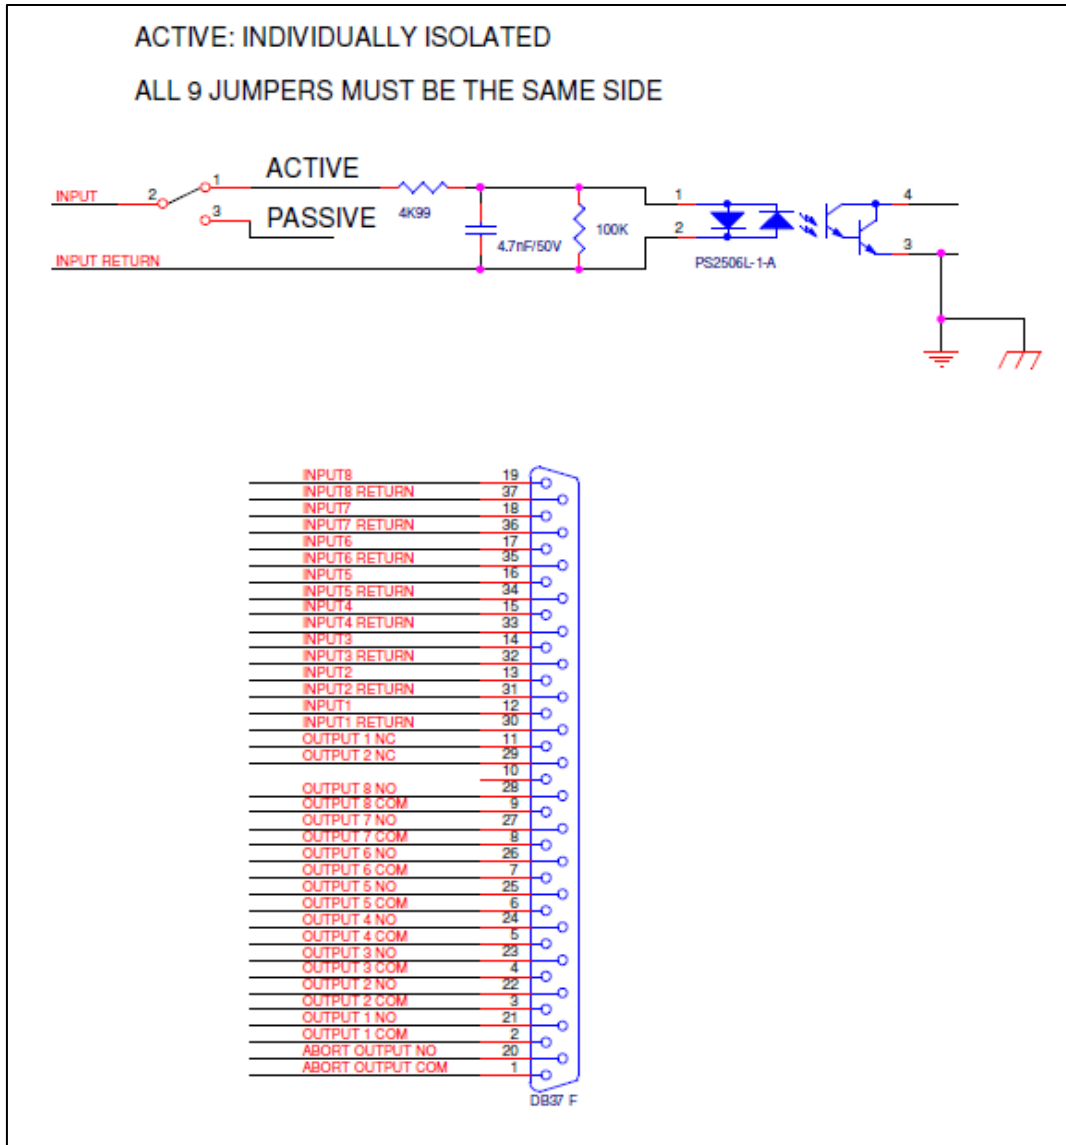 ACTIVE: INDIVIDUALLY ISOLATED
ALL 9 JUMPERS MUST BE THE SAME SIDE
INPUT
2
1
ACTIVE
3
PASSIVE
4K99
4.7nF/50V
100K
1
2
PS2506L-1-A
4
3
INPUT RETURN
INPUT8 19
INPUT8 RETURN 37
INPUT7 18
INPUT7 RETURN 36
INPUT6 17
INPUT6 RETURN 35
INPUT5 16
INPUT5 RETURN 34
INPUT4 15
INPUT4 RETURN 33
INPUT3 14
INPUT3 RETURN 32
INPUT2 13
INPUT2 RETURN 31
INPUT1 12
INPUT1 RETURN 30
OUTPUT 1 NC 11
OUTPUT 2 NC 29
10
OUTPUT 8 NO 28
OUTPUT 8 COM 9
OUTPUT 7 NO 27
OUTPUT 7 COM 8
OUTPUT 6 NO 26
OUTPUT 6 COM 7
OUTPUT 5 NO 25
OUTPUT 5 COM 6
OUTPUT 4 NO 24
OUTPUT 4 COM 5
OUTPUT 3 NO 23
OUTPUT 3 COM 4
OUTPUT 2 NO 22
OUTPUT 2 COM 3
OUTPUT 1 NO 21
OUTPUT 1 COM 2
ABORT OUTPUT NO 20
ABORT OUTPUT COM 1
DB37 F